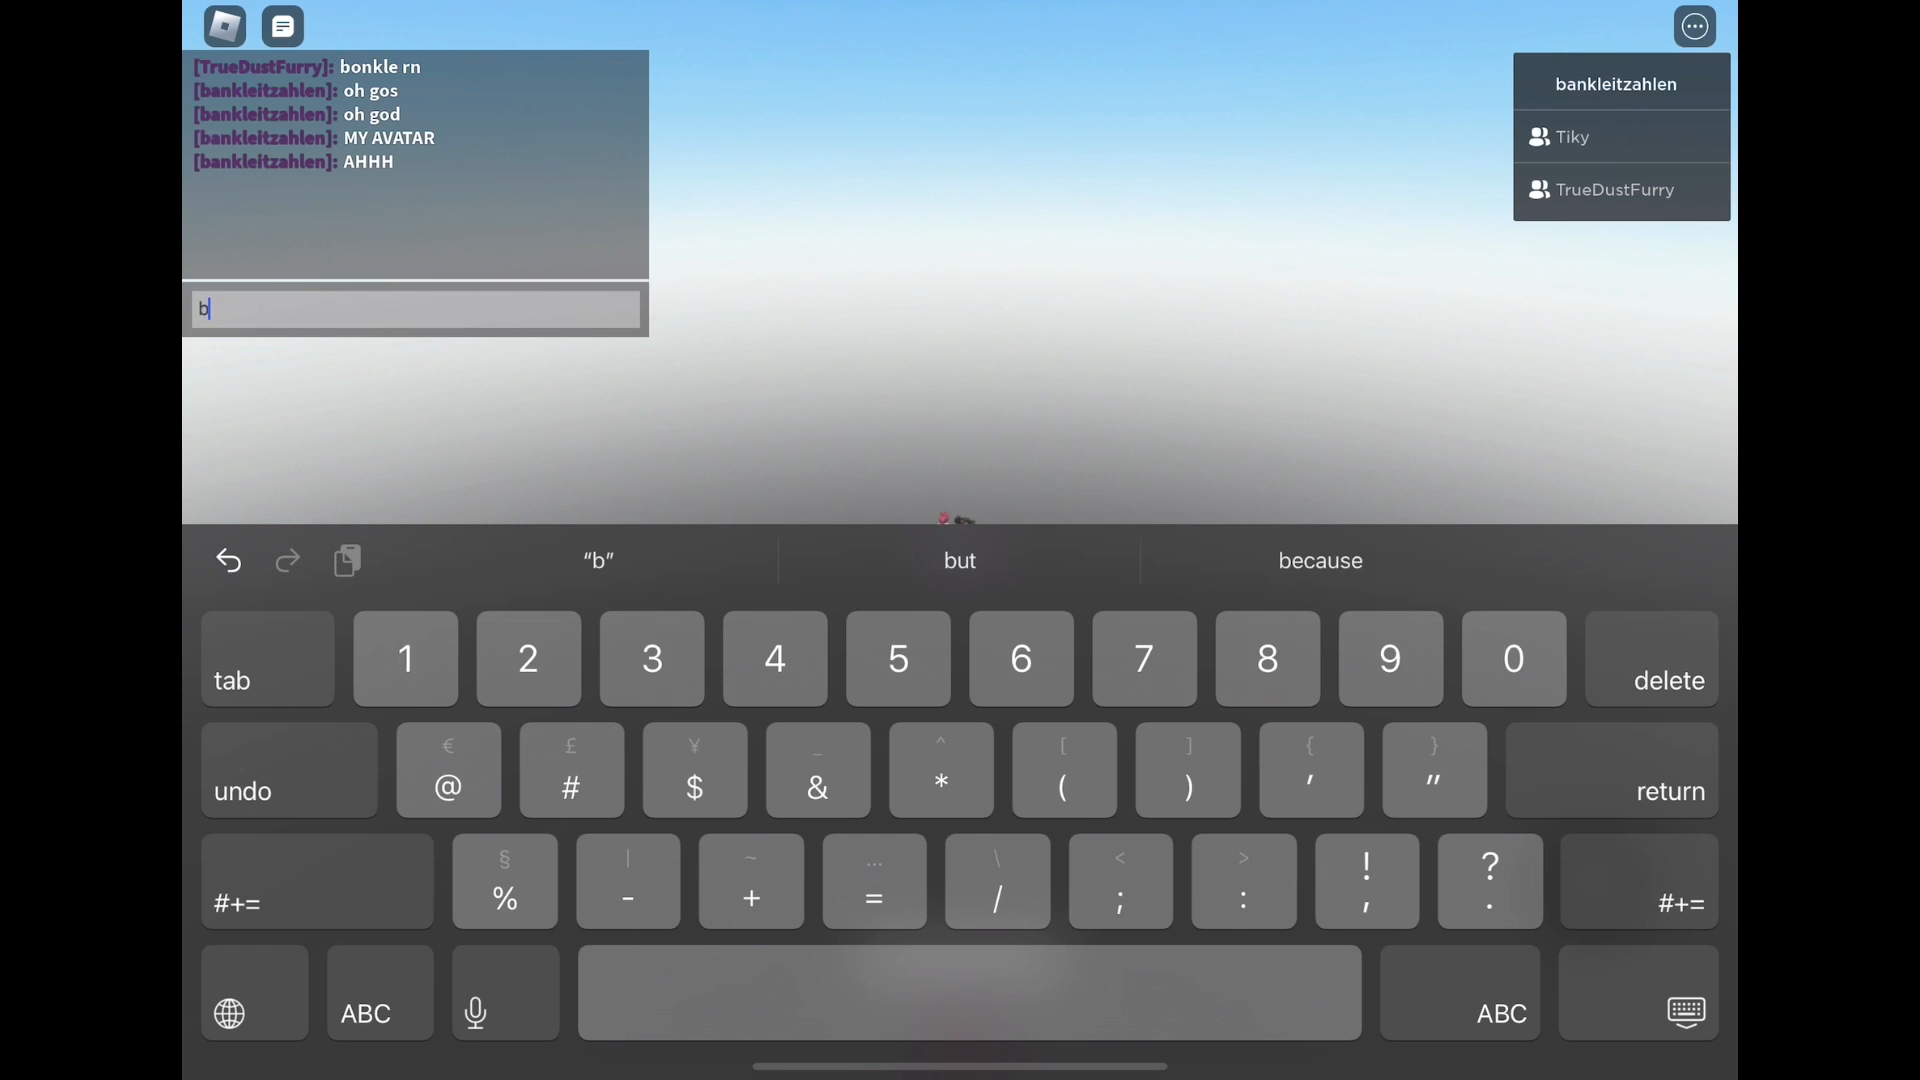 [TrueDustFurry]: bonkle rn
[bankleitzahlen]: oh gos
[bankleitzahlen]: oh god
[bankleitzahlen]: MY AVATAR
[bankleitzahlen]: AHHH
b
bankleitzahlen
Tiky
TrueDustFurry
“b” but because
tab 1 2 3 4 5 6 7 8 9 0 delete
€ £ ¥ _ ^ [ ] { }
undo @ # $ & * ( ) ' " return
§ | ~ … \ < > ! ?
#+= % - + = / ; : , . #+=
ABC ABC